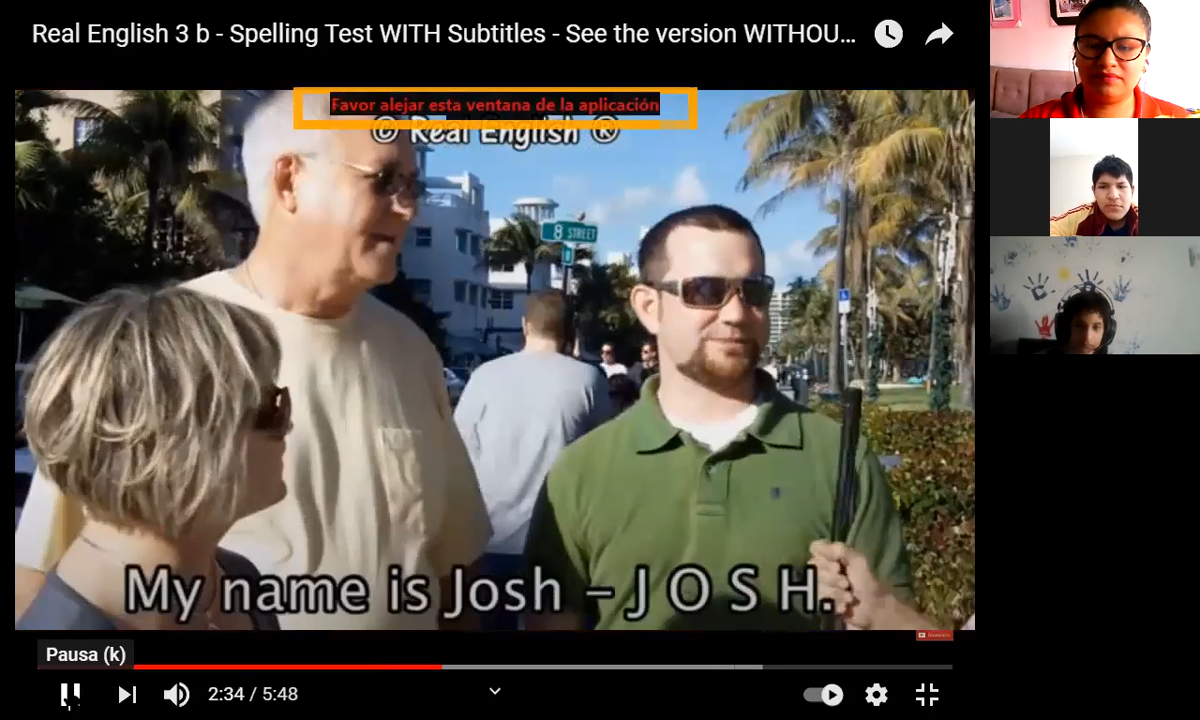 Real English 3 b - Spelling Test WITH Subtitles - See the version WITHOU...
Favor alejar esta ventana de la aplicación
© Real English ®
8 STREET
My name is Josh – J O S H.
Pausa (k)
2:34 / 5:48